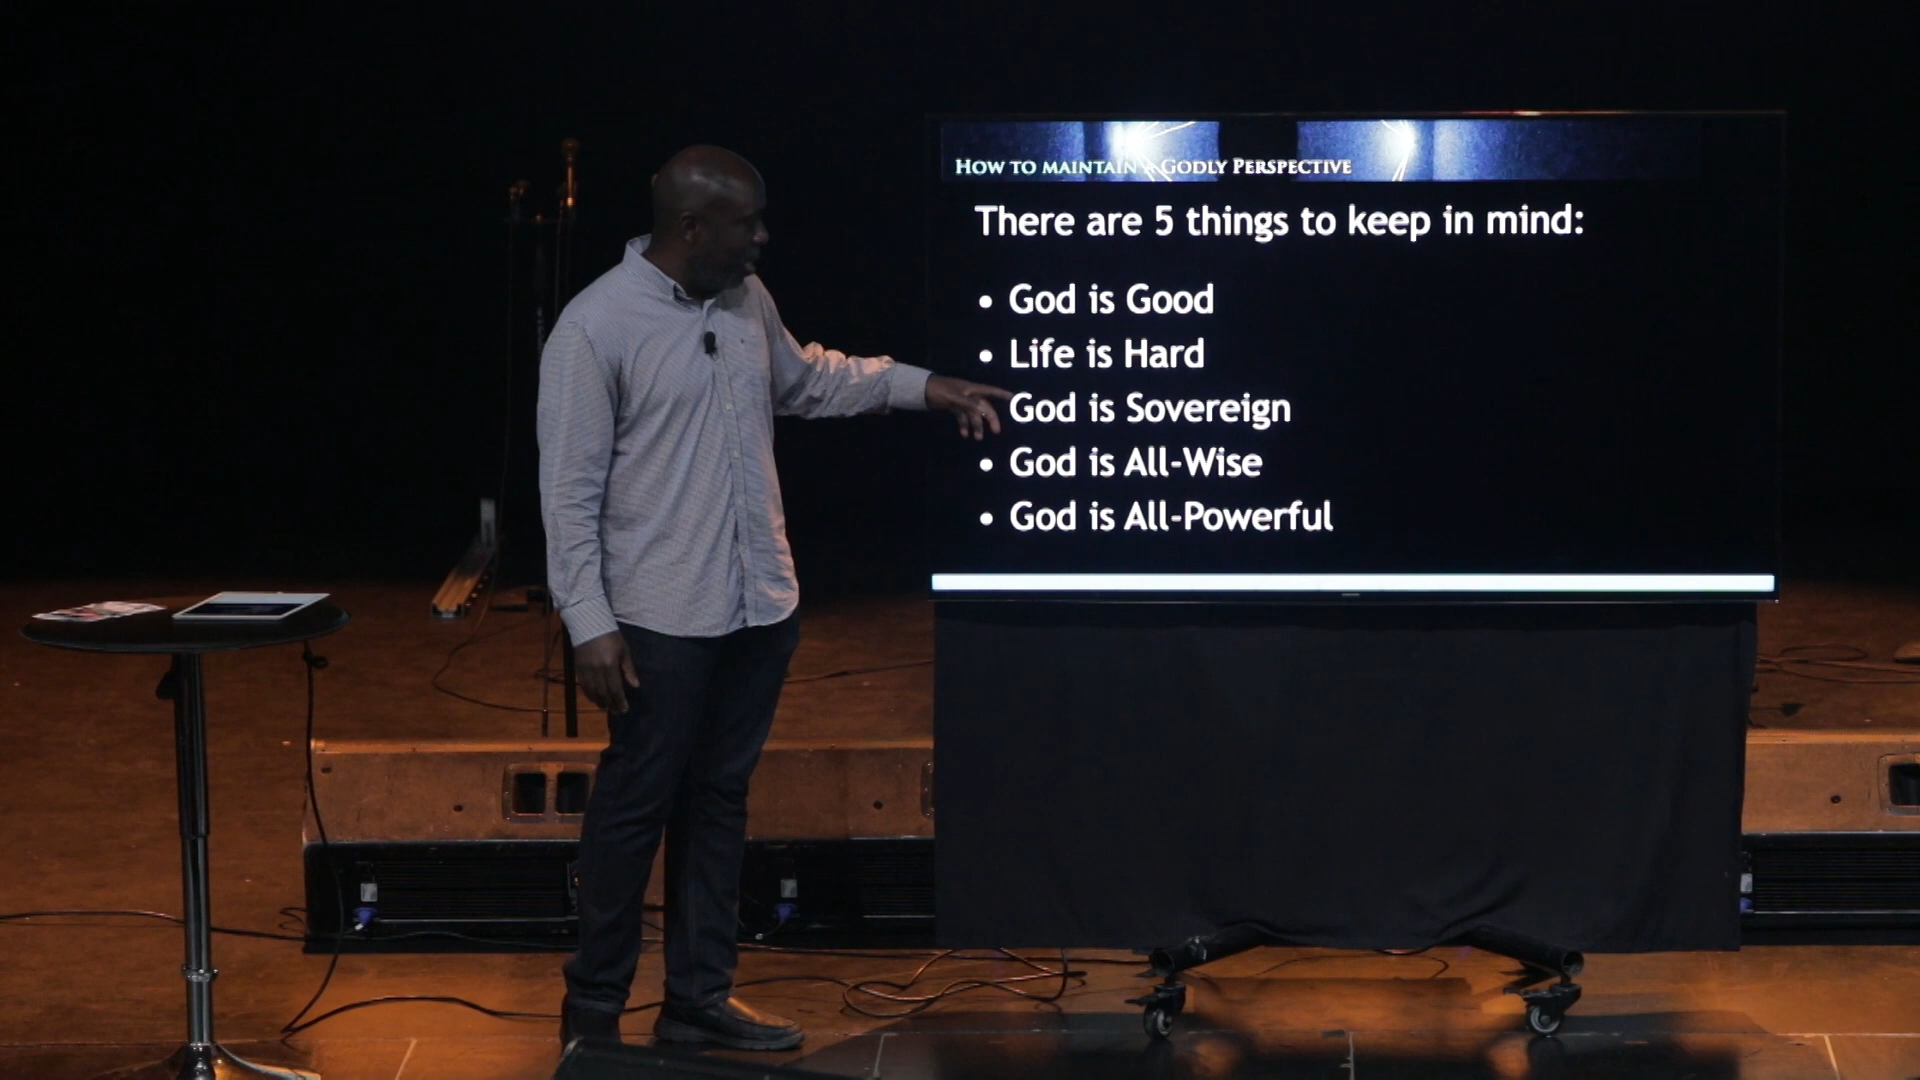 How to maintain a Godly Perspective
There are 5 things to keep in mind:
• God is Good
• Life is Hard
God is Sovereign
• God is All-Wise
• God is All-Powerful